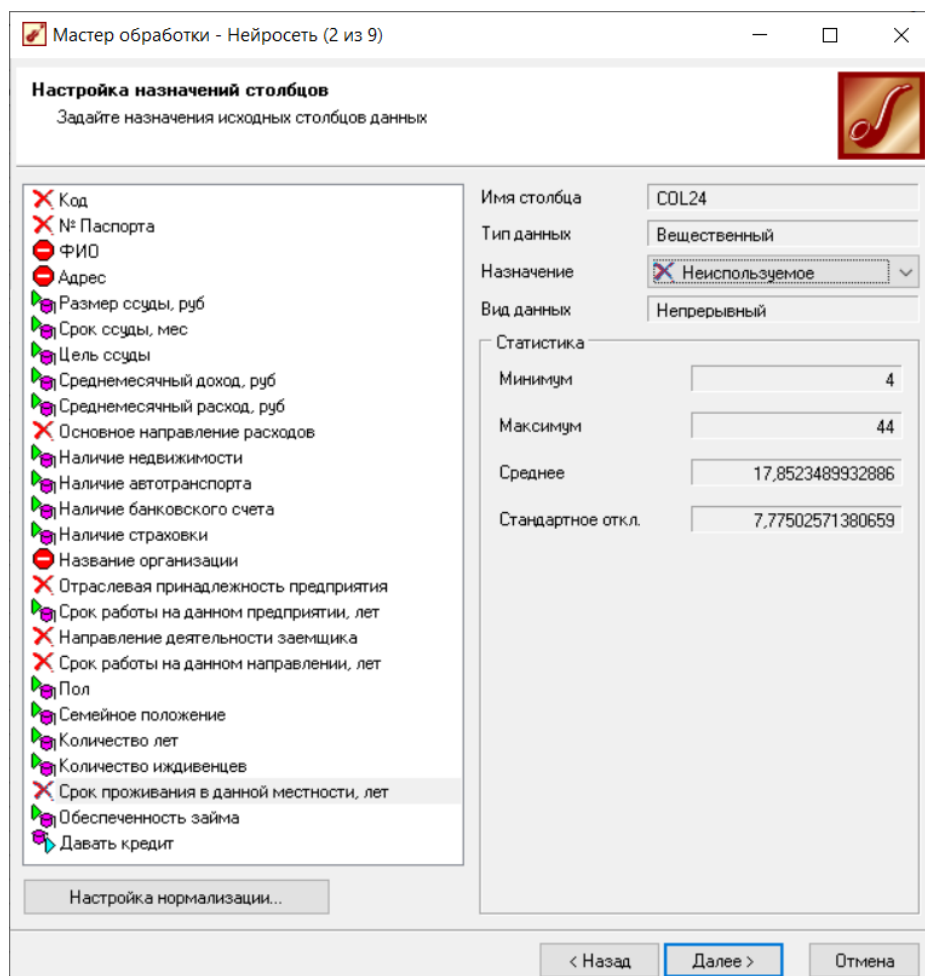 Мастер обработки - Нейросеть (2 из 9)
Настройка назначений столбцов
Задайте назначения исходных столбцов данных
Код
№ Паспорта
ФИО
Адрес
Размер ссуды, руб
Срок ссуды, мес
Цель ссуды
Среднемесячный доход, руб
Среднемесячный расход, руб
Основное направление расходов
Наличие недвижимости
Наличие автотранспорта
Наличие банковского счета
Наличие страховки
Название организации
Отраслевая принадлежность предприятия
Срок работы на данном предприятии, лет
Направление деятельности заемщика
Срок работы на данном направлении, лет
Пол
Семейное положение
Количество лет
Количество иждивенцев
Срок проживания в данной местности, лет
Обеспеченность займа
Давать кредит
Настройка нормализации...
Имя столбца COL24
Тип данных Вещественный
Назначение Неиспользуемое
Вид данных Непрерывный
Статистика
Минимум 4
Максимум 44
Среднее 17,8523489932886
Стандартное откл. 7,77502571380659
< Назад Далее > Отмена